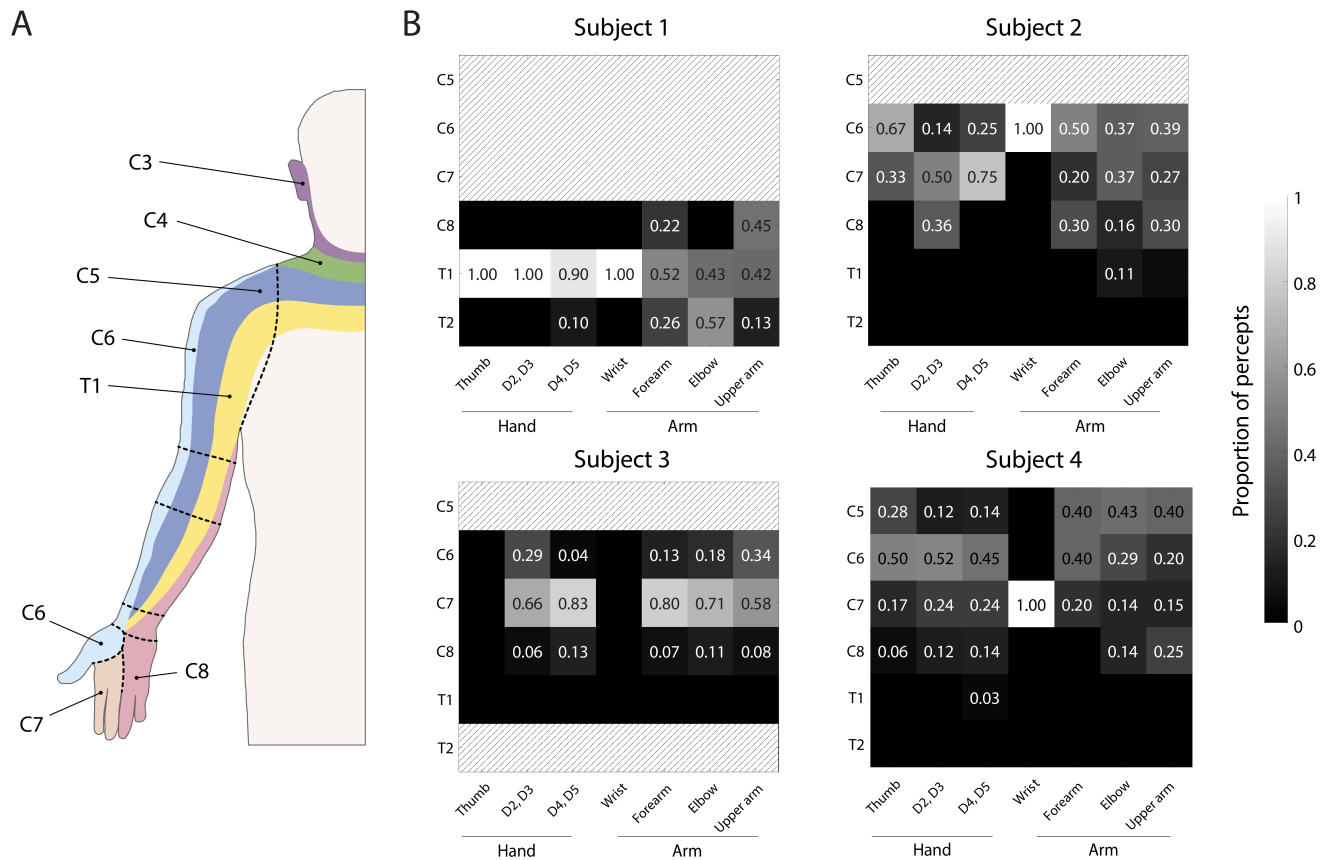 A
C3
C4
C5
C6
T1
C6
C8
C7
B
Subject 1
C5
C6
C7
C8 0.22 0.45
T1 1.00 1.00 0.90 1.00 0.52 0.43 0.42
T2 0.10 0.26 0.57 0.13
Thumb D2, D3 D4, D5 Wrist Forearm Elbow Upper arm
Hand Arm
Subject 2
C5
C6 0.67 0.14 0.25 1.00 0.50 0.37 0.39
C7 0.33 0.50 0.75 0.20 0.37 0.27
C8 0.36 0.30 0.16 0.30
T1 0.11
T2
Thumb D2, D3 D4, D5 Wrist Forearm Elbow Upper arm
Hand Arm
Subject 3
C5
C6 0.29 0.04 0.13 0.18 0.34
C7 0.66 0.83 0.80 0.71 0.58
C8 0.06 0.13 0.07 0.11 0.08
T1
T2
Thumb D2, D3 D4, D5 Wrist Forearm Elbow Upper arm
Hand Arm
Subject 4
C5 0.28 0.12 0.14 0.40 0.43 0.40
C6 0.50 0.52 0.45 0.40 0.29 0.20
C7 0.17 0.24 0.24 1.00 0.20 0.14 0.15
C8 0.06 0.12 0.14 0.14 0.25
T1 0.03
T2
Thumb D2, D3 D4, D5 Wrist Forearm Elbow Upper arm
Hand Arm
Proportion of percepts
1
0.8
0.6
0.4
0.2
0